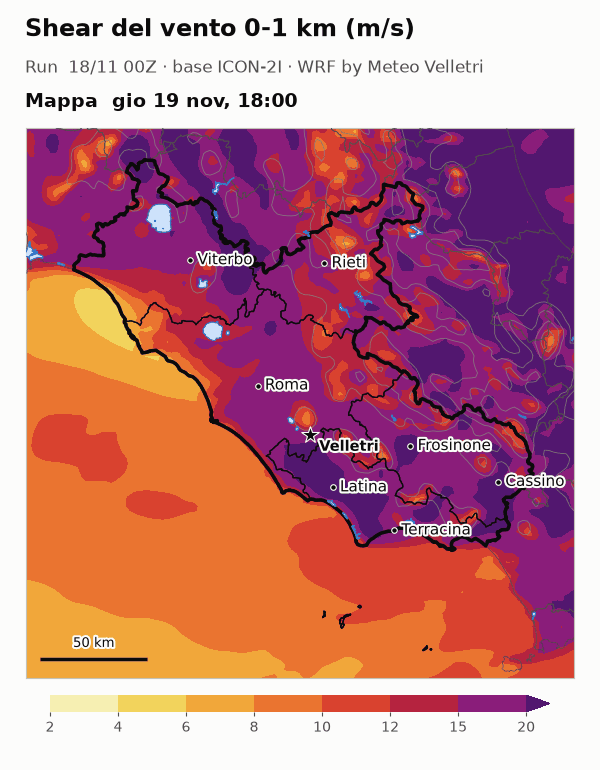 Shear del vento 0-1 km (m/s)
Run  18/11 00Z · base ICON-2I · WRF by Meteo Velletri
Mappa  gio 19 nov, 18:00
Viterbo
Rieti
Roma
Velletri
Frosinone
Latina
Cassino
Terracina
50 km
2 4 6 8 10 12 15 20